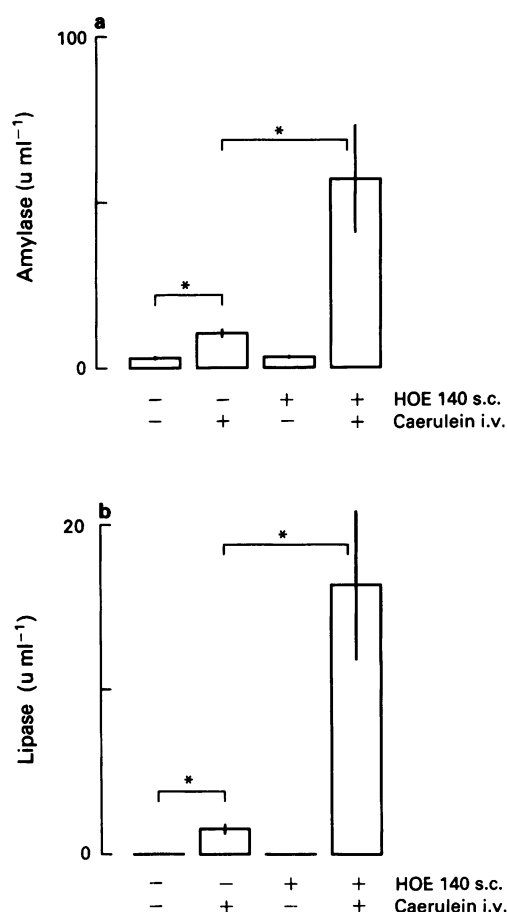 a
100
Amylase (u ml⁻¹)
*
*
0
− − + + HOE 140 s.c.
− + − + Caerulein i.v.
b
20
Lipase (u ml⁻¹)
*
*
0
− − + + HOE 140 s.c.
− + − + Caerulein i.v.